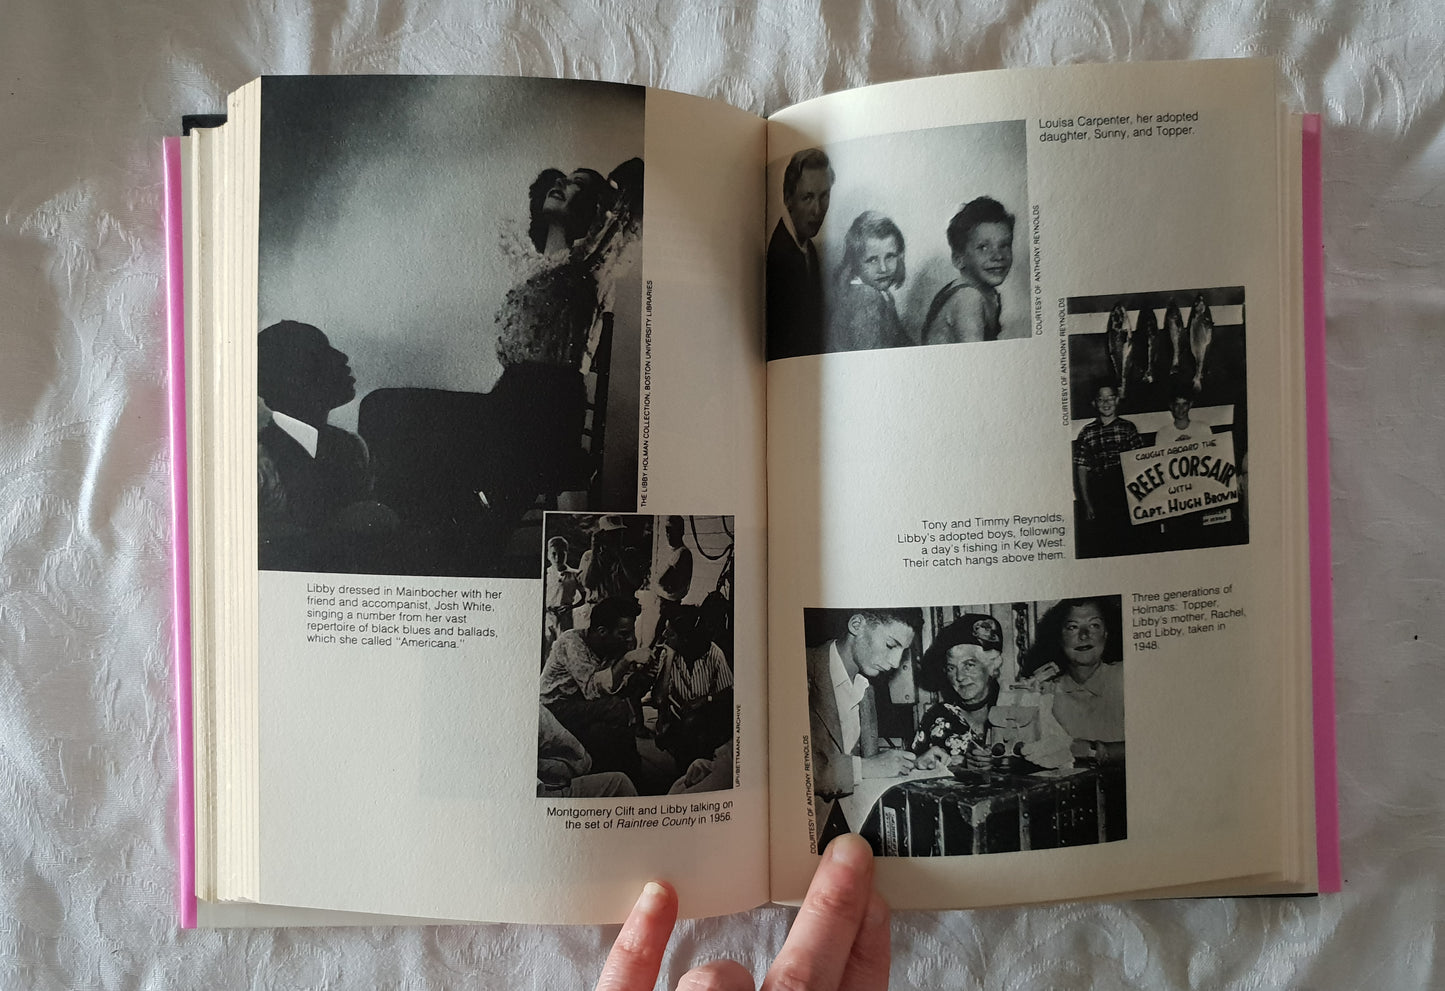 THE LIBBY HOLMAN COLLECTION, BOSTON UNIVERSITY LIBRARIES
Libby dressed in Mainbocher with her
friend and accompanist, Josh White,
singing a number from her vast
repertoire of black blues and ballads,
which she called "Americana."
UPI/BETTMANN ARCHIVE
Montgomery Clift and Libby talking on
the set of Raintree County in 1956.
Louisa Carpenter, her adopted
daughter, Sunny, and Topper.
COURTESY OF ANTHONY REYNOLDS
COURTESY OF ANTHONY REYNOLDS
CAUGHT ABOARD THE
REEF CORSAIR
WITH
CAPT. HUGH BROWN
Tony and Timmy Reynolds,
Libby's adopted boys, following
a day's fishing in Key West.
Their catch hangs above them.
Three generations of
Holmans: Topper,
Libby's mother, Rachel,
and Libby, taken in
1948.
COURTESY OF ANTHONY REYNOLDS